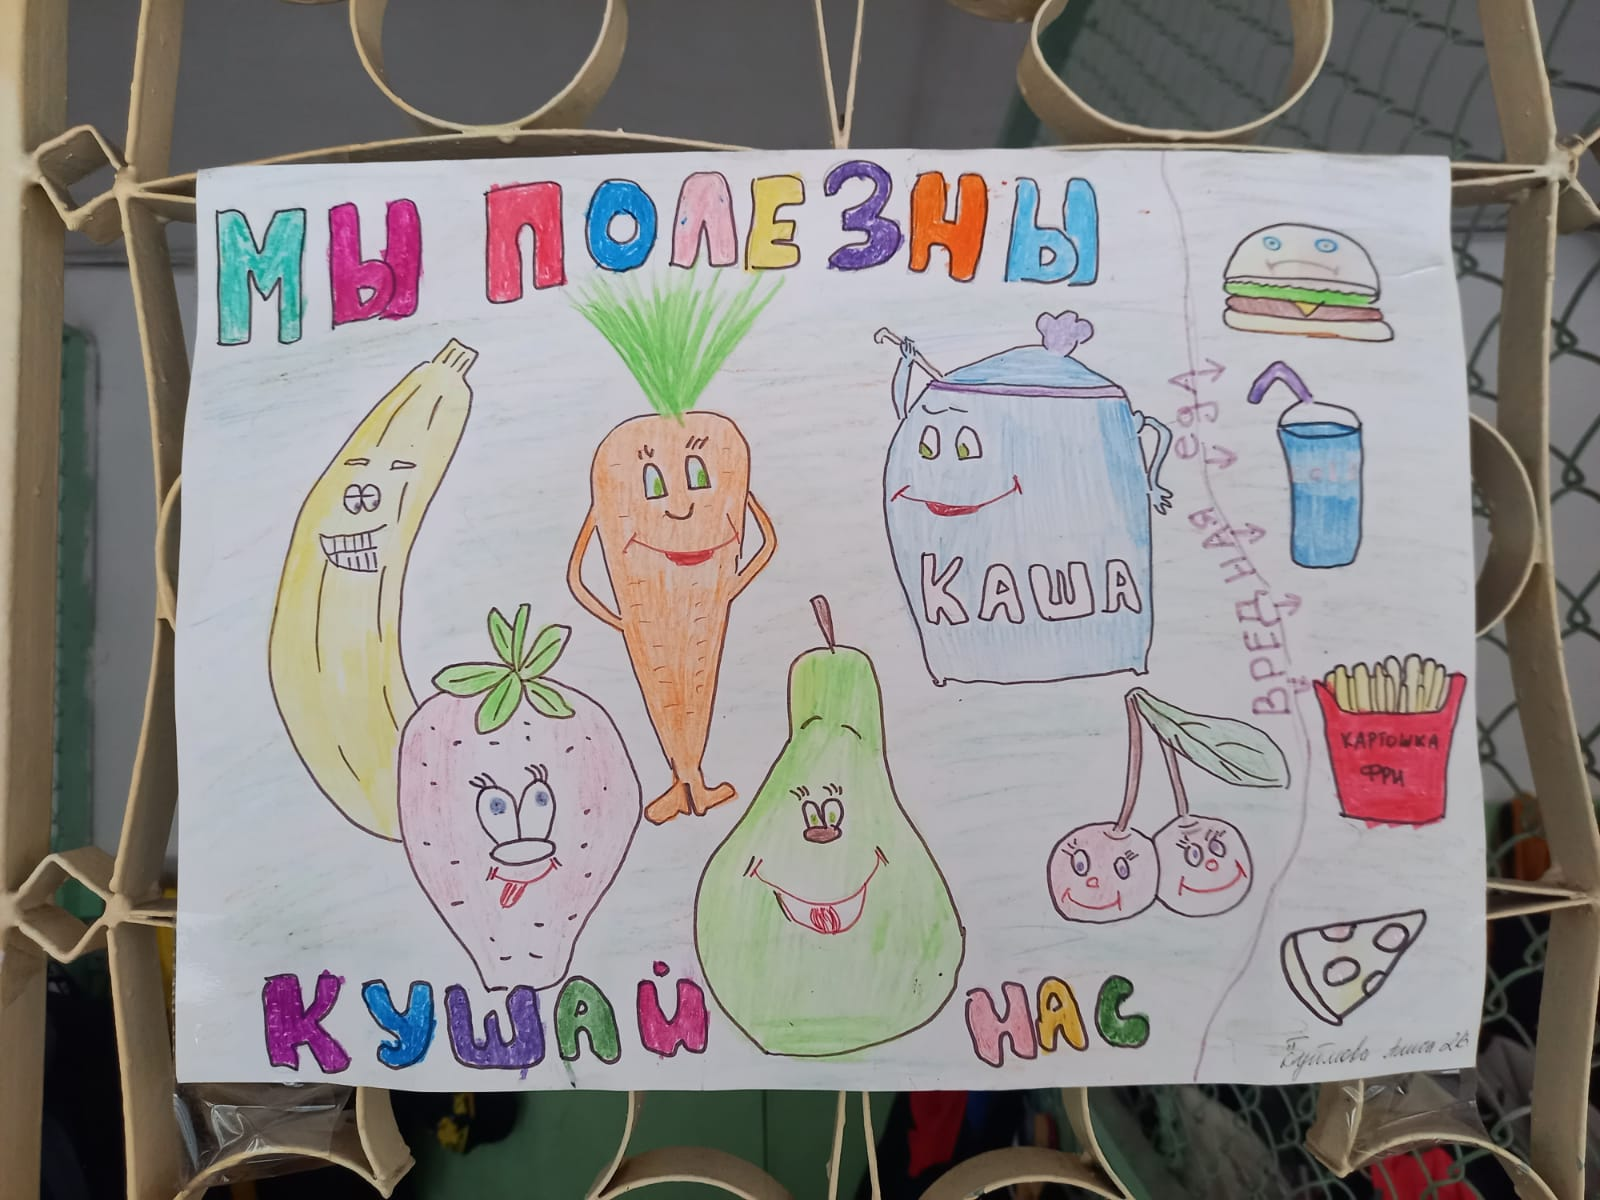 МЫ ПОЛЕЗНЫ
КАША
ВРЕДНАЯ еДА
КАРТОШКА
ФРИ
КУШАЙ НАС